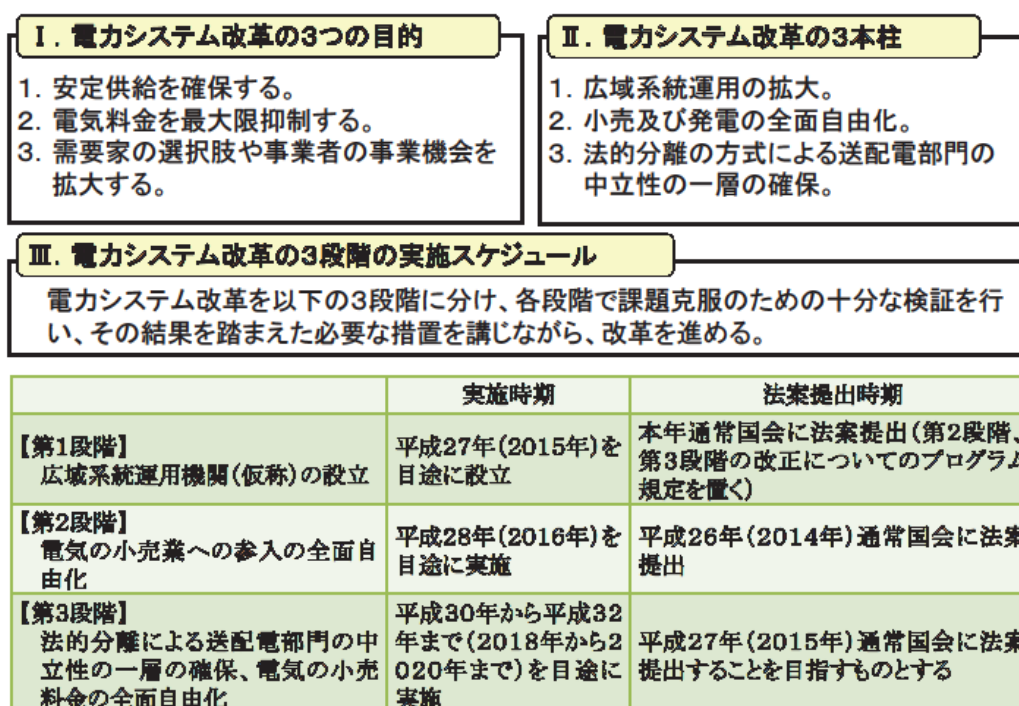 Ⅰ. 電力システム改革の3つの目的
1. 安定供給を確保する。
2. 電気料金を最大限抑制する。
3. 需要家の選択肢や事業者の事業機会を
拡大する。
Ⅱ. 電力システム改革の3本柱
1. 広域系統運用の拡大。
2. 小売及び発電の全面自由化。
3. 法的分離の方式による送配電部門の
中立性の一層の確保。
Ⅲ. 電力システム改革の3段階の実施スケジュール
電力システム改革を以下の3段階に分け、各段階で課題克服のための十分な検証を行
い、その結果を踏まえた必要な措置を講じながら、改革を進める。
実施時期
法案提出時期
【第1段階】
広域系統運用機関(仮称)の設立
平成27年(2015年)を
目途に設立
本年通常国会に法案提出(第2段階、
第3段階の改正についてのプログラム
規定を置く)
【第2段階】
電気の小売業への参入の全面自
由化
平成28年(2016年)を
目途に実施
平成26年(2014年)通常国会に法案
提出
【第3段階】
法的分離による送配電部門の中
立性の一層の確保、電気の小売
料金の全面自由化
平成30年から平成32
年まで(2018年から2
020年まで)を目途に
実施
平成27年(2015年)通常国会に法案
提出することを目指すものとする